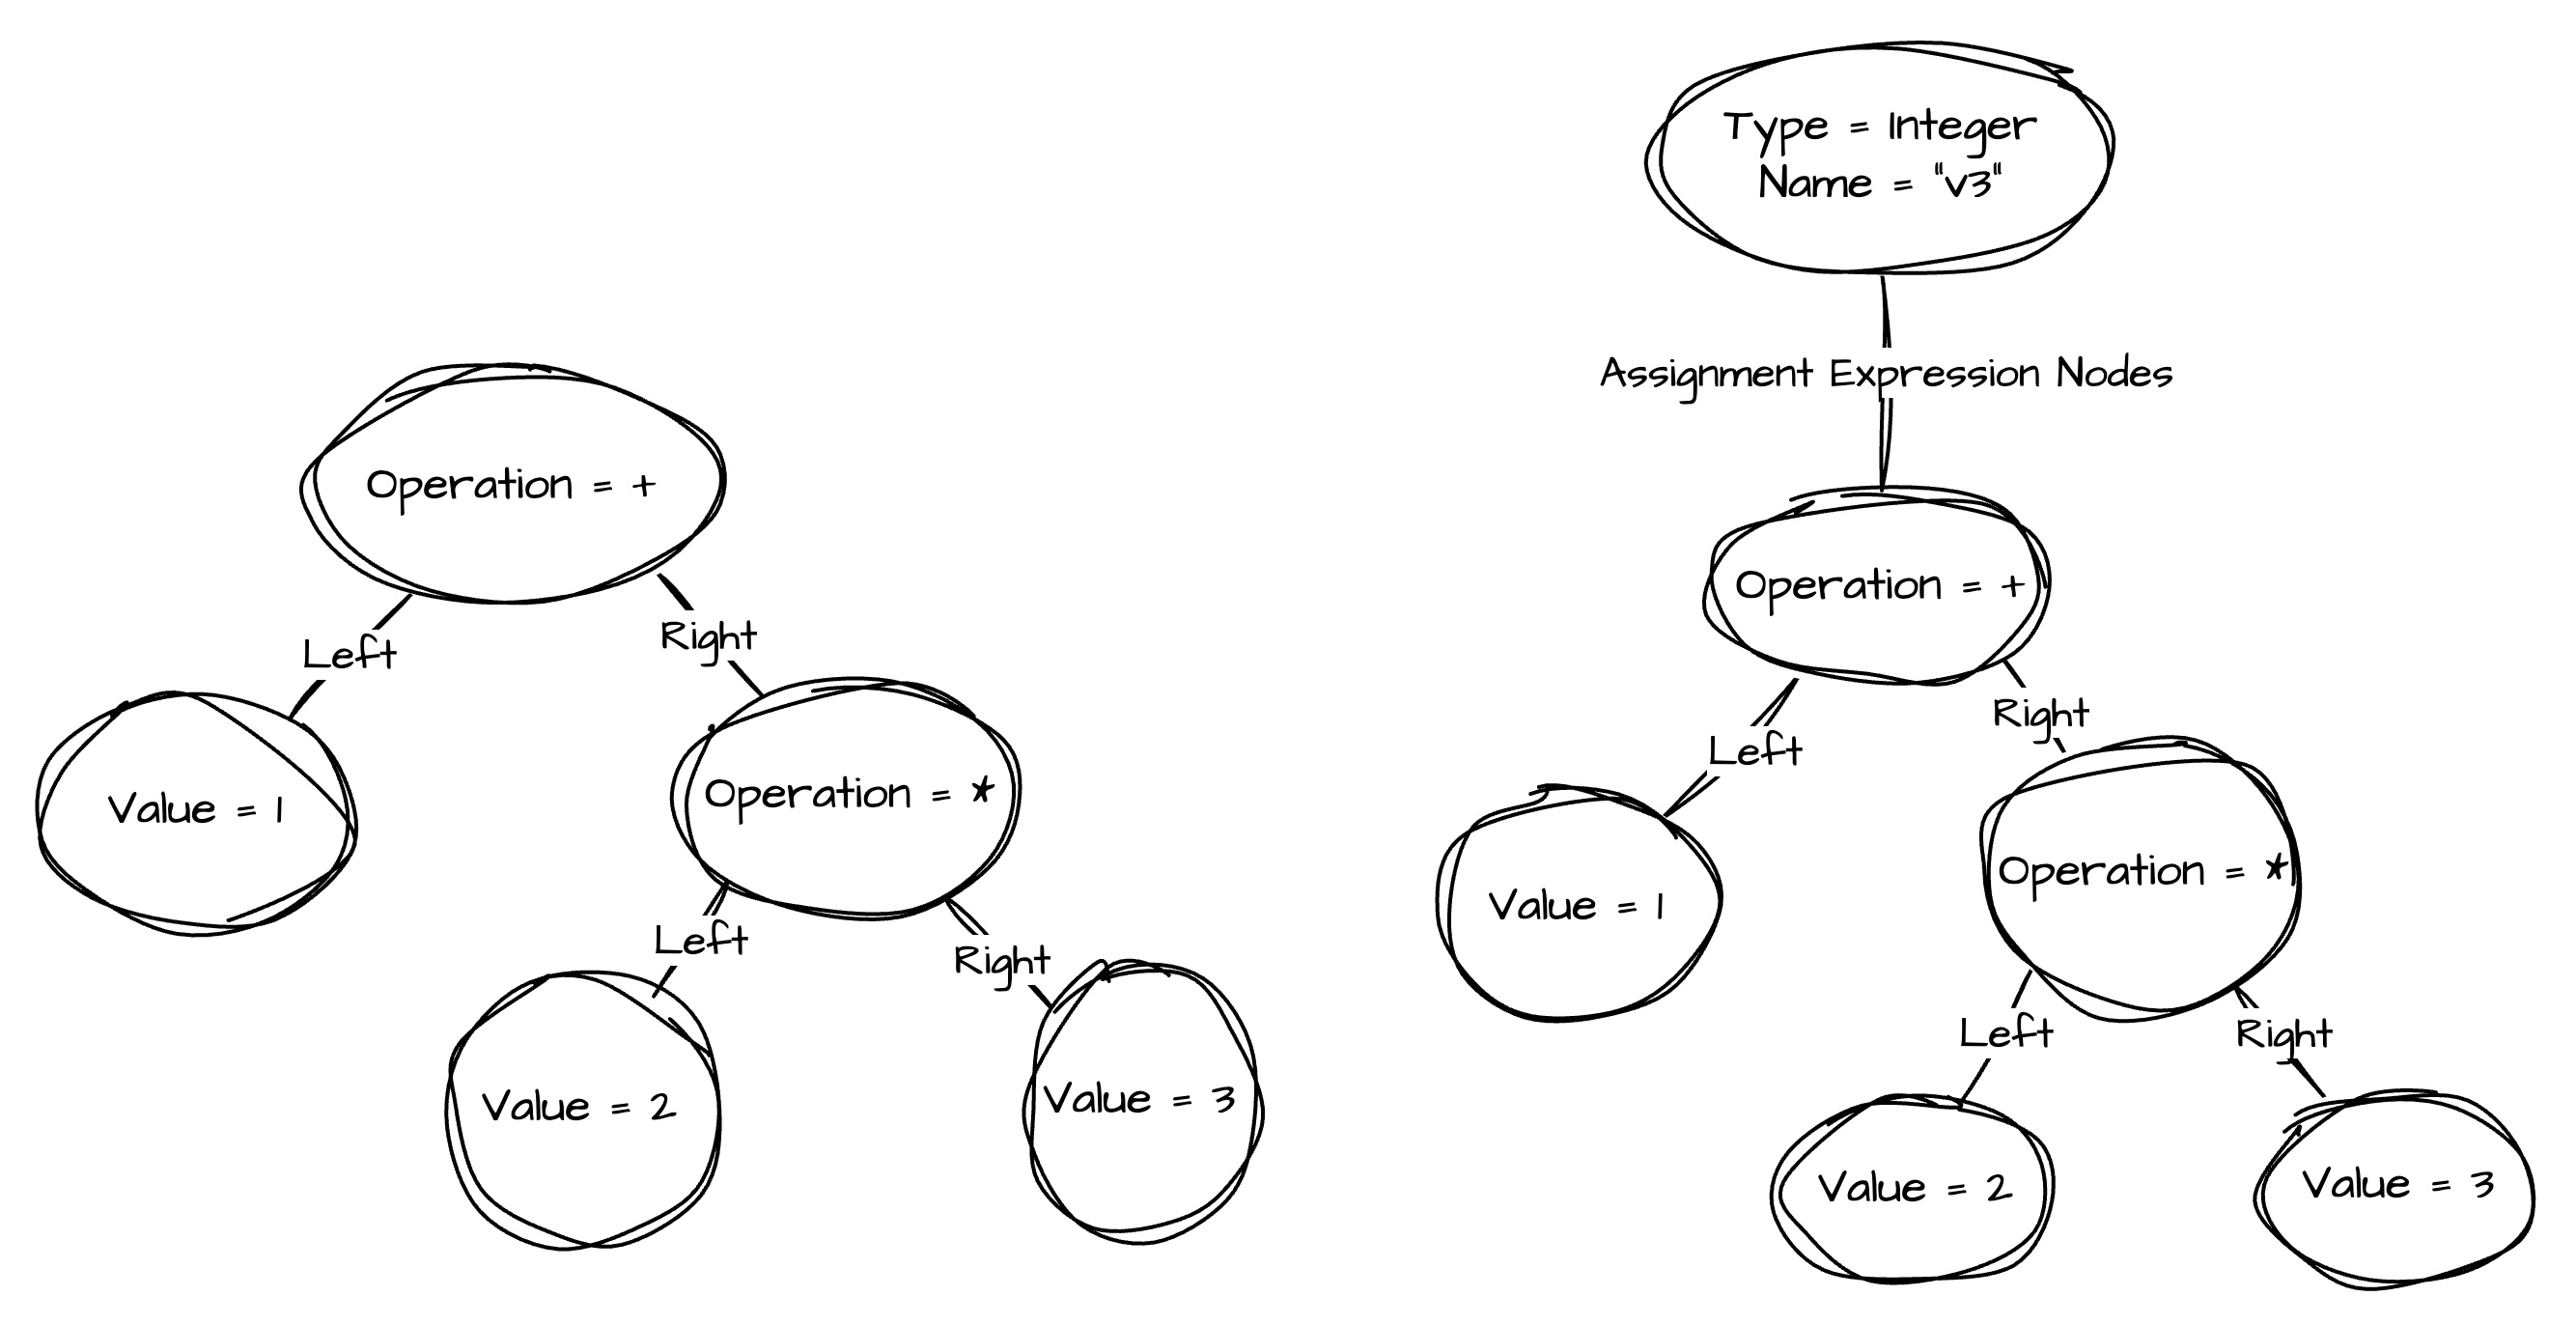 Operation = +
Left
Right
Value = 1
Operation = *
Left
Right
Value = 2
Value = 3
Type = Integer
Name = "v3"
Assignment Expression Nodes
Operation = +
Left
Right
Value = 1
Operation = *
Left
Right
Value = 2
Value = 3